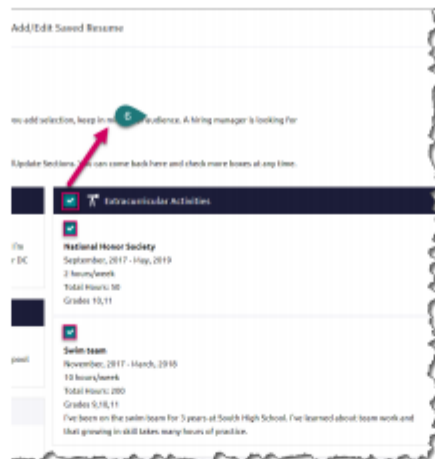 Add/Edit Saved Resume
you add selection, keep in audience. A hiring manager is looking for
6
Update Sections. can come back here and check more boxes at any time.
Extracurricular Activities
I'm
r DC
National Honor Society
September, 2017 - May, 2019
2 hours/week
Total Hours: 50
Grades 10,11
pool
Swim team
November, 2017 - March, 2018
10 hours/week
Total Hours: 200
Grades 9,10,11
I've been on the swim team for 3 years at South High School. I've learned about team work and
that growing in skill takes many hours of practice.